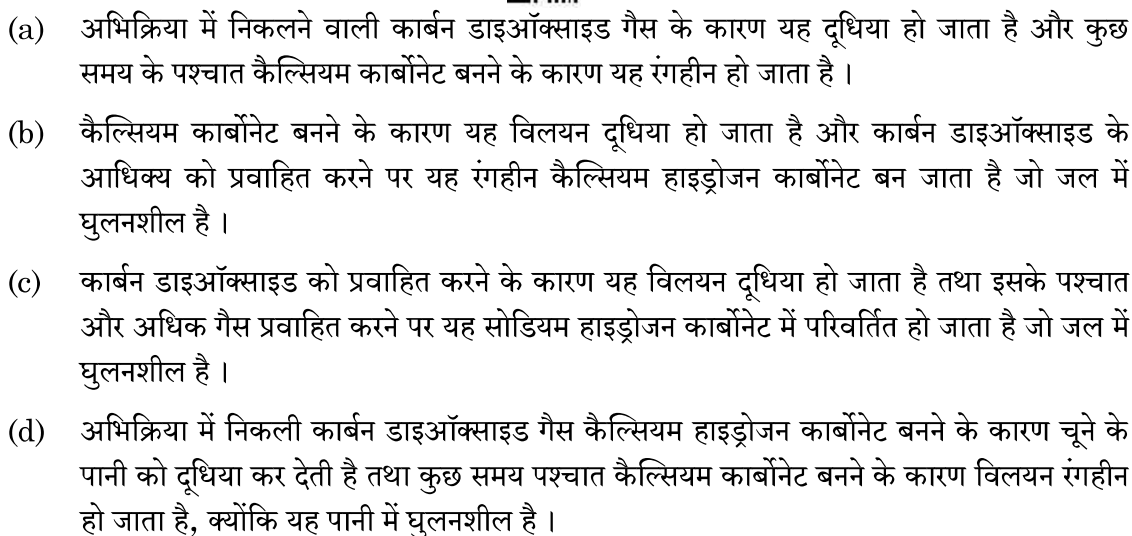 (a) अभिक्रिया में निकलने वाली कार्बन डाइऑक्साइड गैस के कारण यह दूधिया हो जाता है और कुछ
समय के पश्चात कैल्सियम कार्बोनेट बनने के कारण यह रंगहीन हो जाता है ।
(b) कैल्सियम कार्बोनेट बनने के कारण यह विलयन दूधिया हो जाता है और कार्बन डाइऑक्साइड के
आधिक्य को प्रवाहित करने पर यह रंगहीन कैल्सियम हाइड्रोजन कार्बोनेट बन जाता है जो जल में
घुलनशील है ।
(c) कार्बन डाइऑक्साइड को प्रवाहित करने के कारण यह विलयन दूधिया हो जाता है तथा इसके पश्चात
और अधिक गैस प्रवाहित करने पर यह सोडियम हाइड्रोजन कार्बोनेट में परिवर्तित हो जाता है जो जल में
घुलनशील है ।
(d) अभिक्रिया में निकली कार्बन डाइऑक्साइड गैस कैल्सियम हाइड्रोजन कार्बोनेट बनने के कारण चूने के
पानी को दूधिया कर देती है तथा कुछ समय पश्चात कैल्सियम कार्बोनेट बनने के कारण विलयन रंगहीन
हो जाता है, क्योंकि यह पानी में घुलनशील है ।